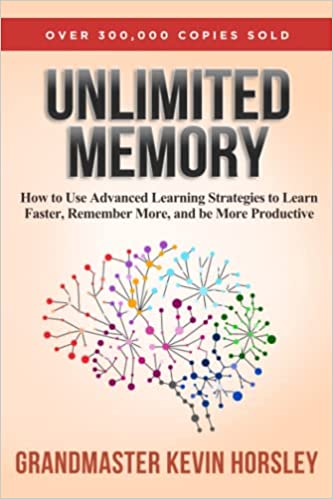 OVER 300,000 COPIES SOLD
UNLIMITED
MEMORY
How to Use Advanced Learning Strategies to Learn
Faster, Remember More, and be More Productive
GRANDMASTER KEVIN HORSLEY